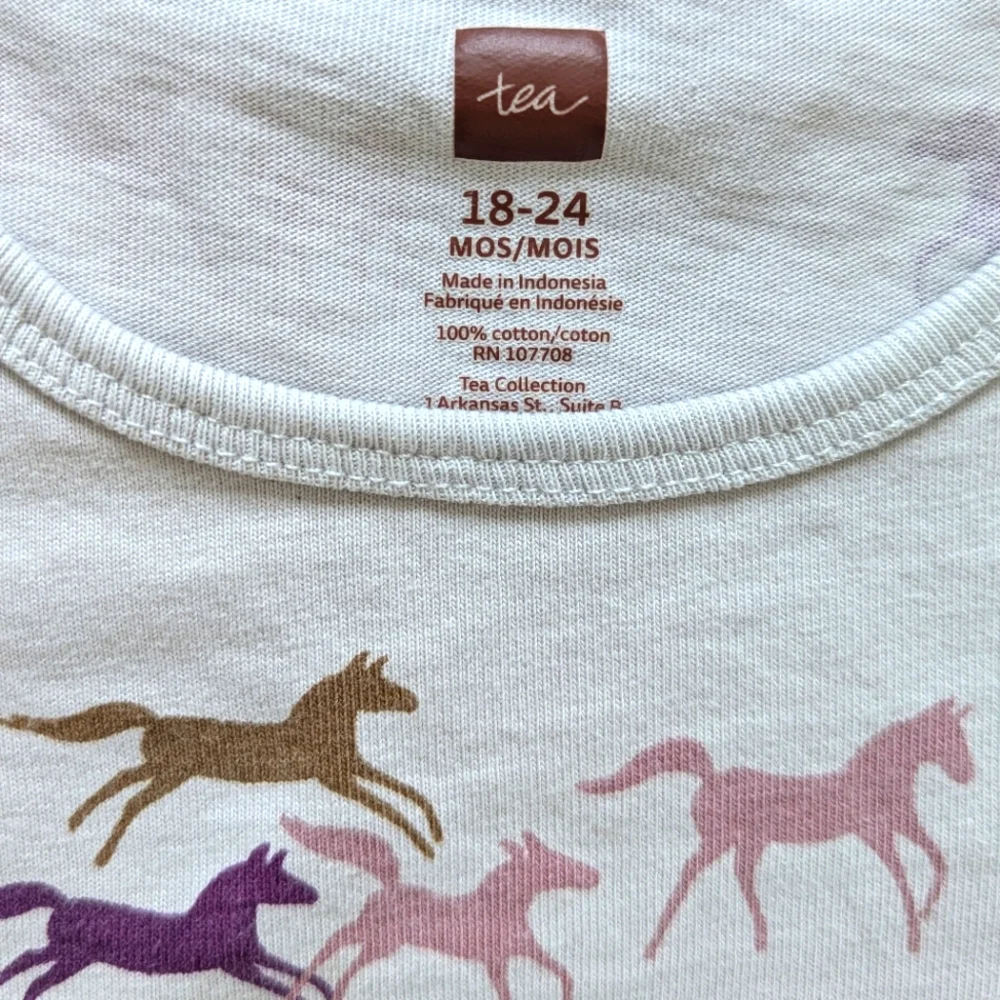 tea
18-24
MOS/MOIS
Made in Indonesia
Fabriqué en Indonésie
100% cotton/coton
RN 107708
Tea Collection
1 Arkansas St., Suite B